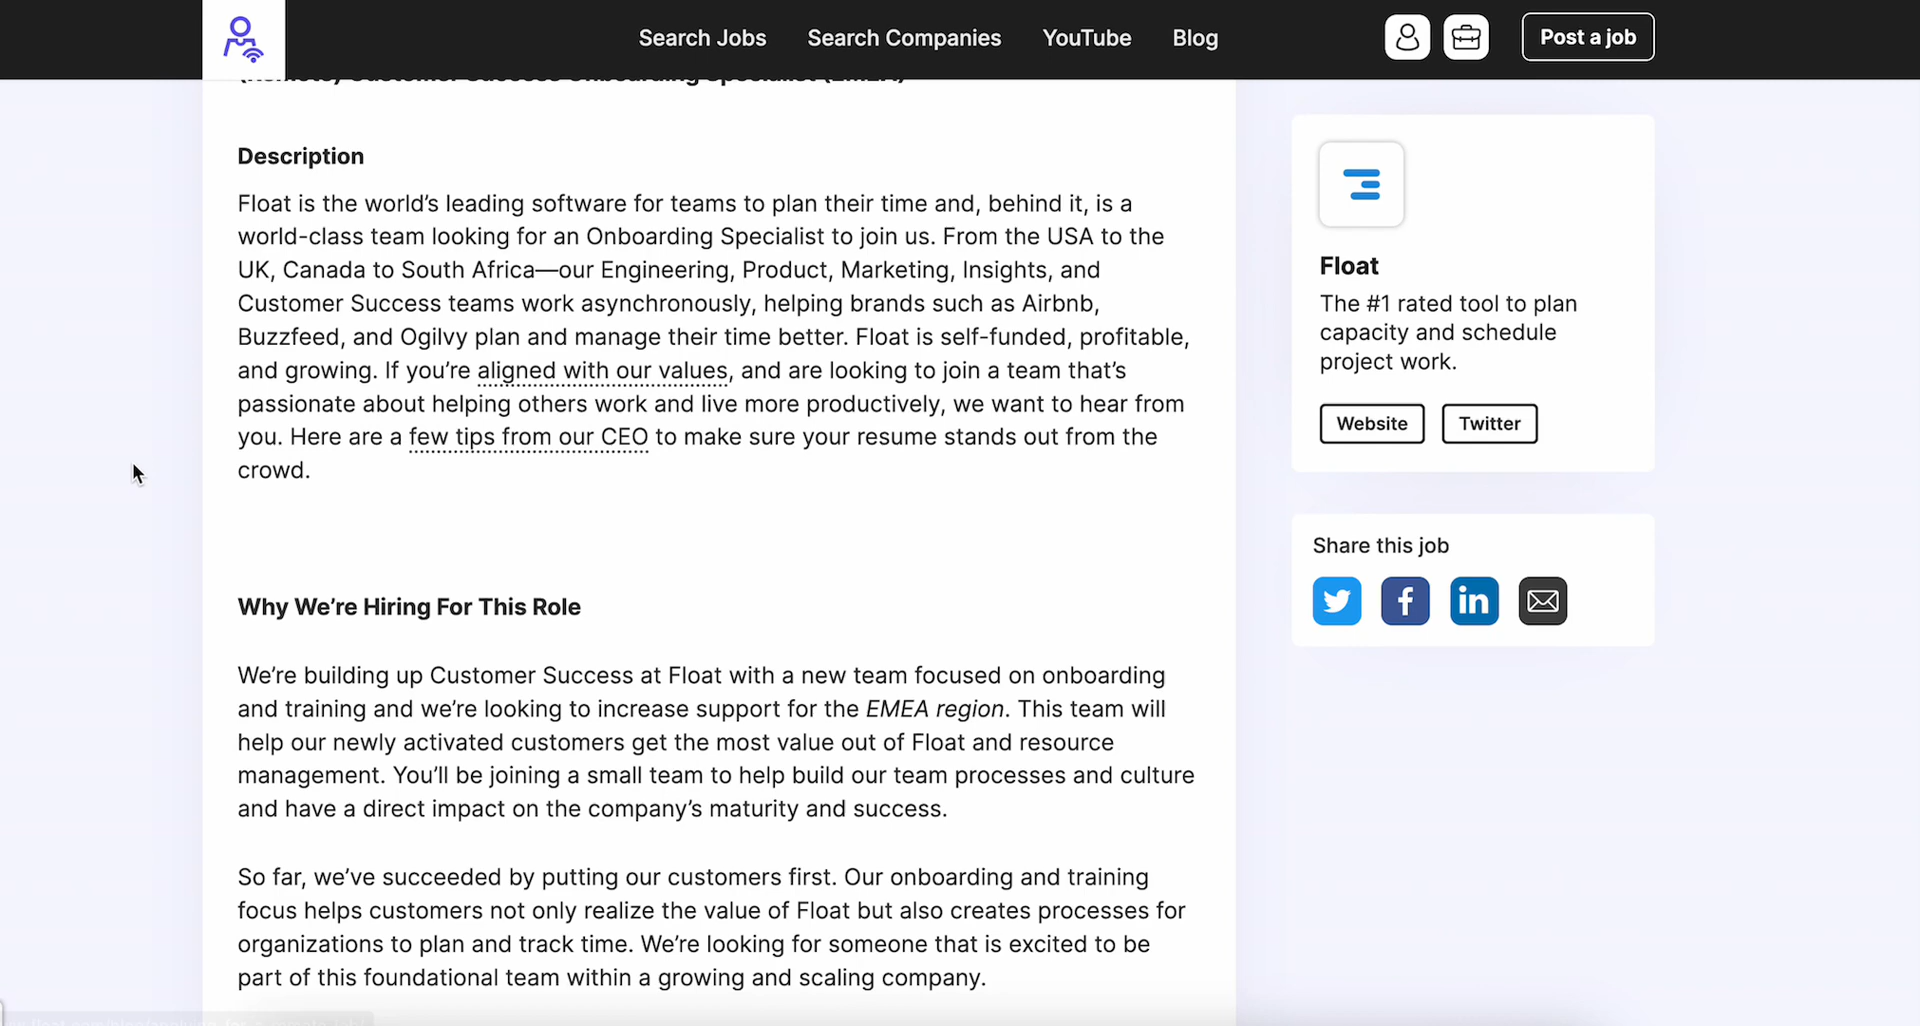 Search Jobs
Search Companies
YouTube
Blog
Post a job
(Remote) Customer Success Onboarding Specialist (EMEA)
Description
Float is the world’s leading software for teams to plan their time and, behind it, is a
world-class team looking for an Onboarding Specialist to join us. From the USA to the
UK, Canada to South Africa—our Engineering, Product, Marketing, Insights, and
Customer Success teams work asynchronously, helping brands such as Airbnb,
Buzzfeed, and Ogilvy plan and manage their time better. Float is self-funded, profitable,
and growing. If you’re aligned with our values, and are looking to join a team that’s
passionate about helping others work and live more productively, we want to hear from
you. Here are a few tips from our CEO to make sure your resume stands out from the
crowd.
Why We’re Hiring For This Role
We’re building up Customer Success at Float with a new team focused on onboarding
and training and we’re looking to increase support for the EMEA region. This team will
help our newly activated customers get the most value out of Float and resource
management. You’ll be joining a small team to help build our team processes and culture
and have a direct impact on the company’s maturity and success.
So far, we’ve succeeded by putting our customers first. Our onboarding and training
focus helps customers not only realize the value of Float but also creates processes for
organizations to plan and track time. We’re looking for someone that is excited to be
part of this foundational team within a growing and scaling company.
Float
The #1 rated tool to plan
capacity and schedule
project work.
Website
Twitter
Share this job